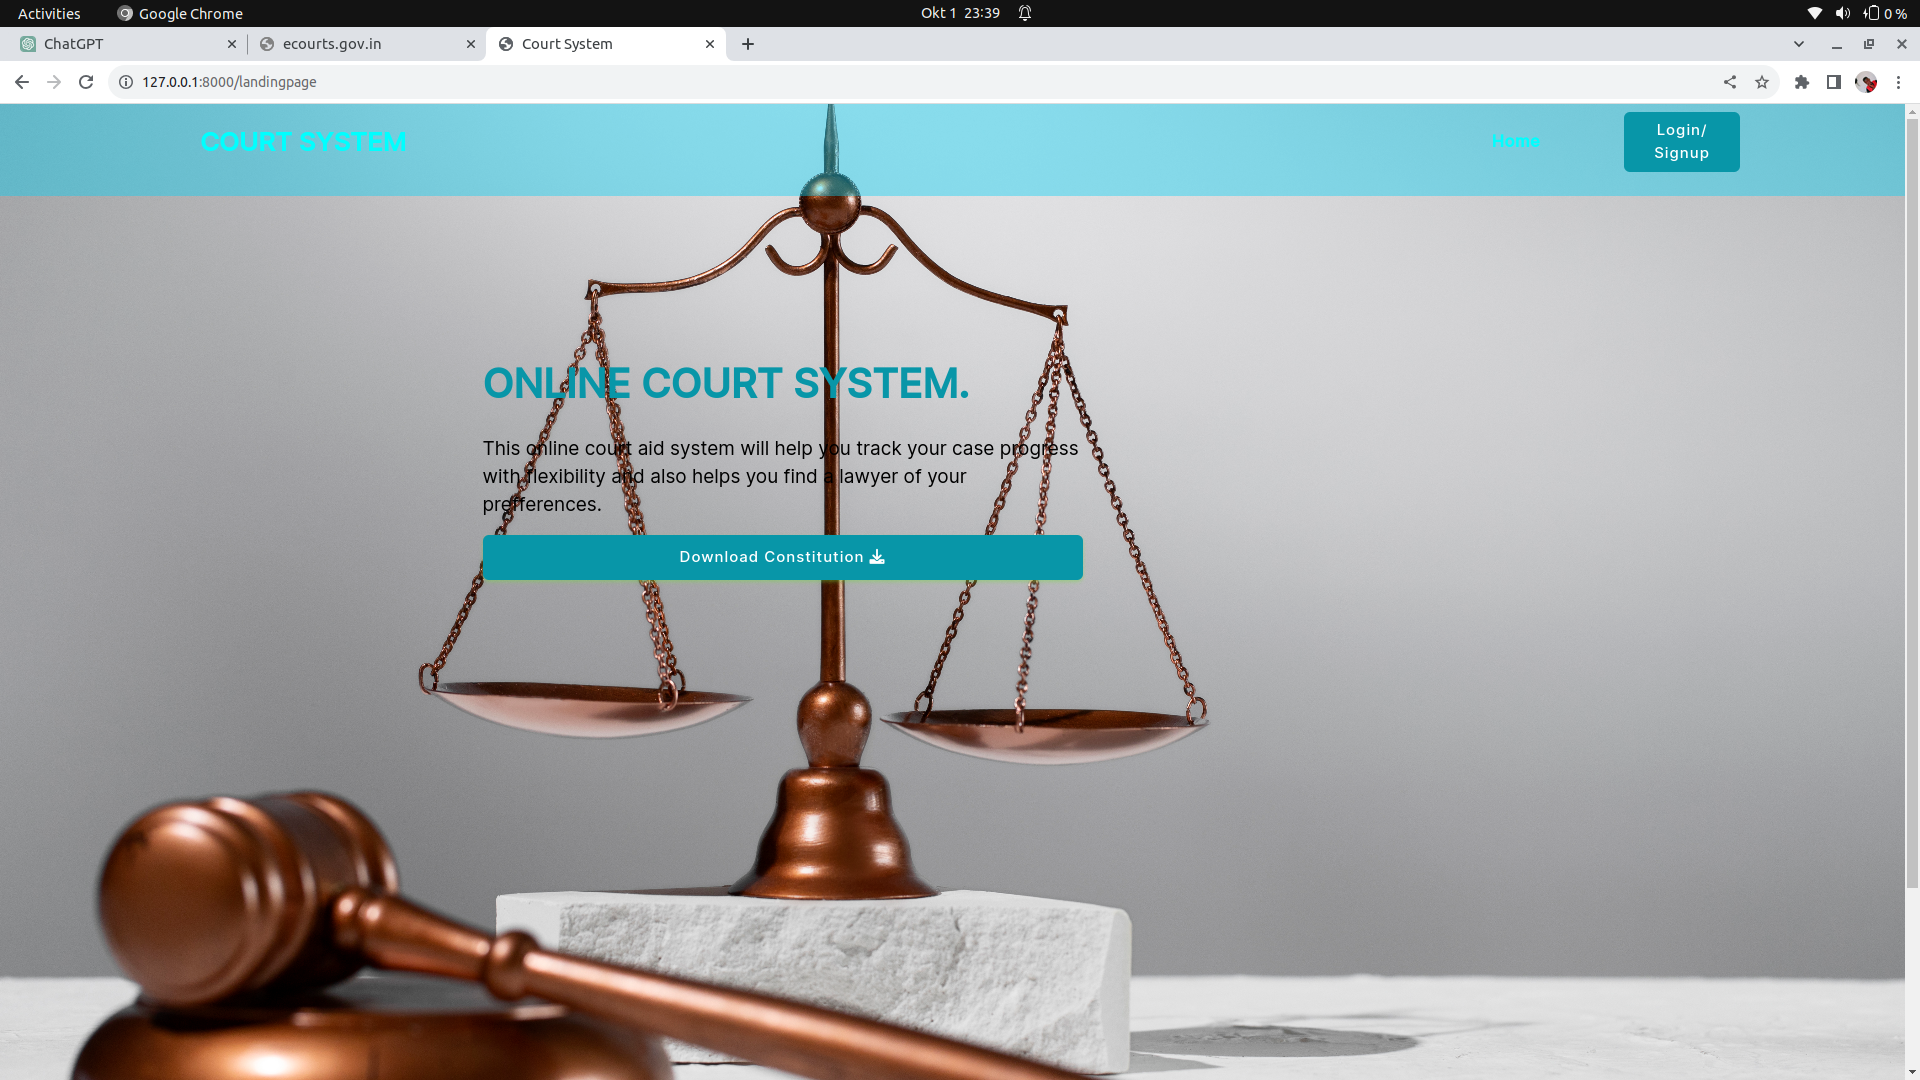 Activities Google Chrome Okt 1 23:39 0 %
ChatGPT ecourts.gov.in Court System
127.0.0.1:8000/landingpage
COURT SYSTEM Home Login/
Signup
ONLINE COURT SYSTEM.
This online court aid system will help you track your case progress
with flexibility and also helps you find a lawyer of your
prefferences.
Download Constitution